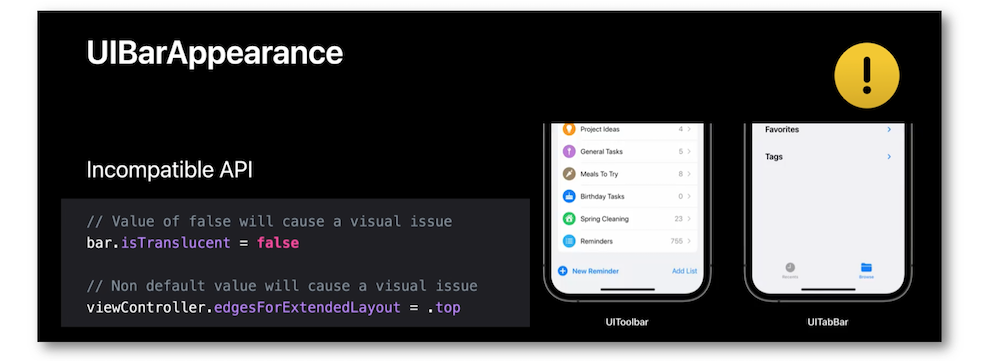 UIBarAppearance
Incompatible API
// Value of false will cause a visual issue
bar.isTranslucent = false
// Non default value will cause a visual issue
viewController.edgesForExtendedLayout = .top
Project Ideas 4
General Tasks 5
Meals To Try 8
Birthday Tasks 0
Spring Cleaning 23
Reminders 755
New Reminder Add List
UIToolbar
Favorites
Tags
Recents Browse
UITabBar